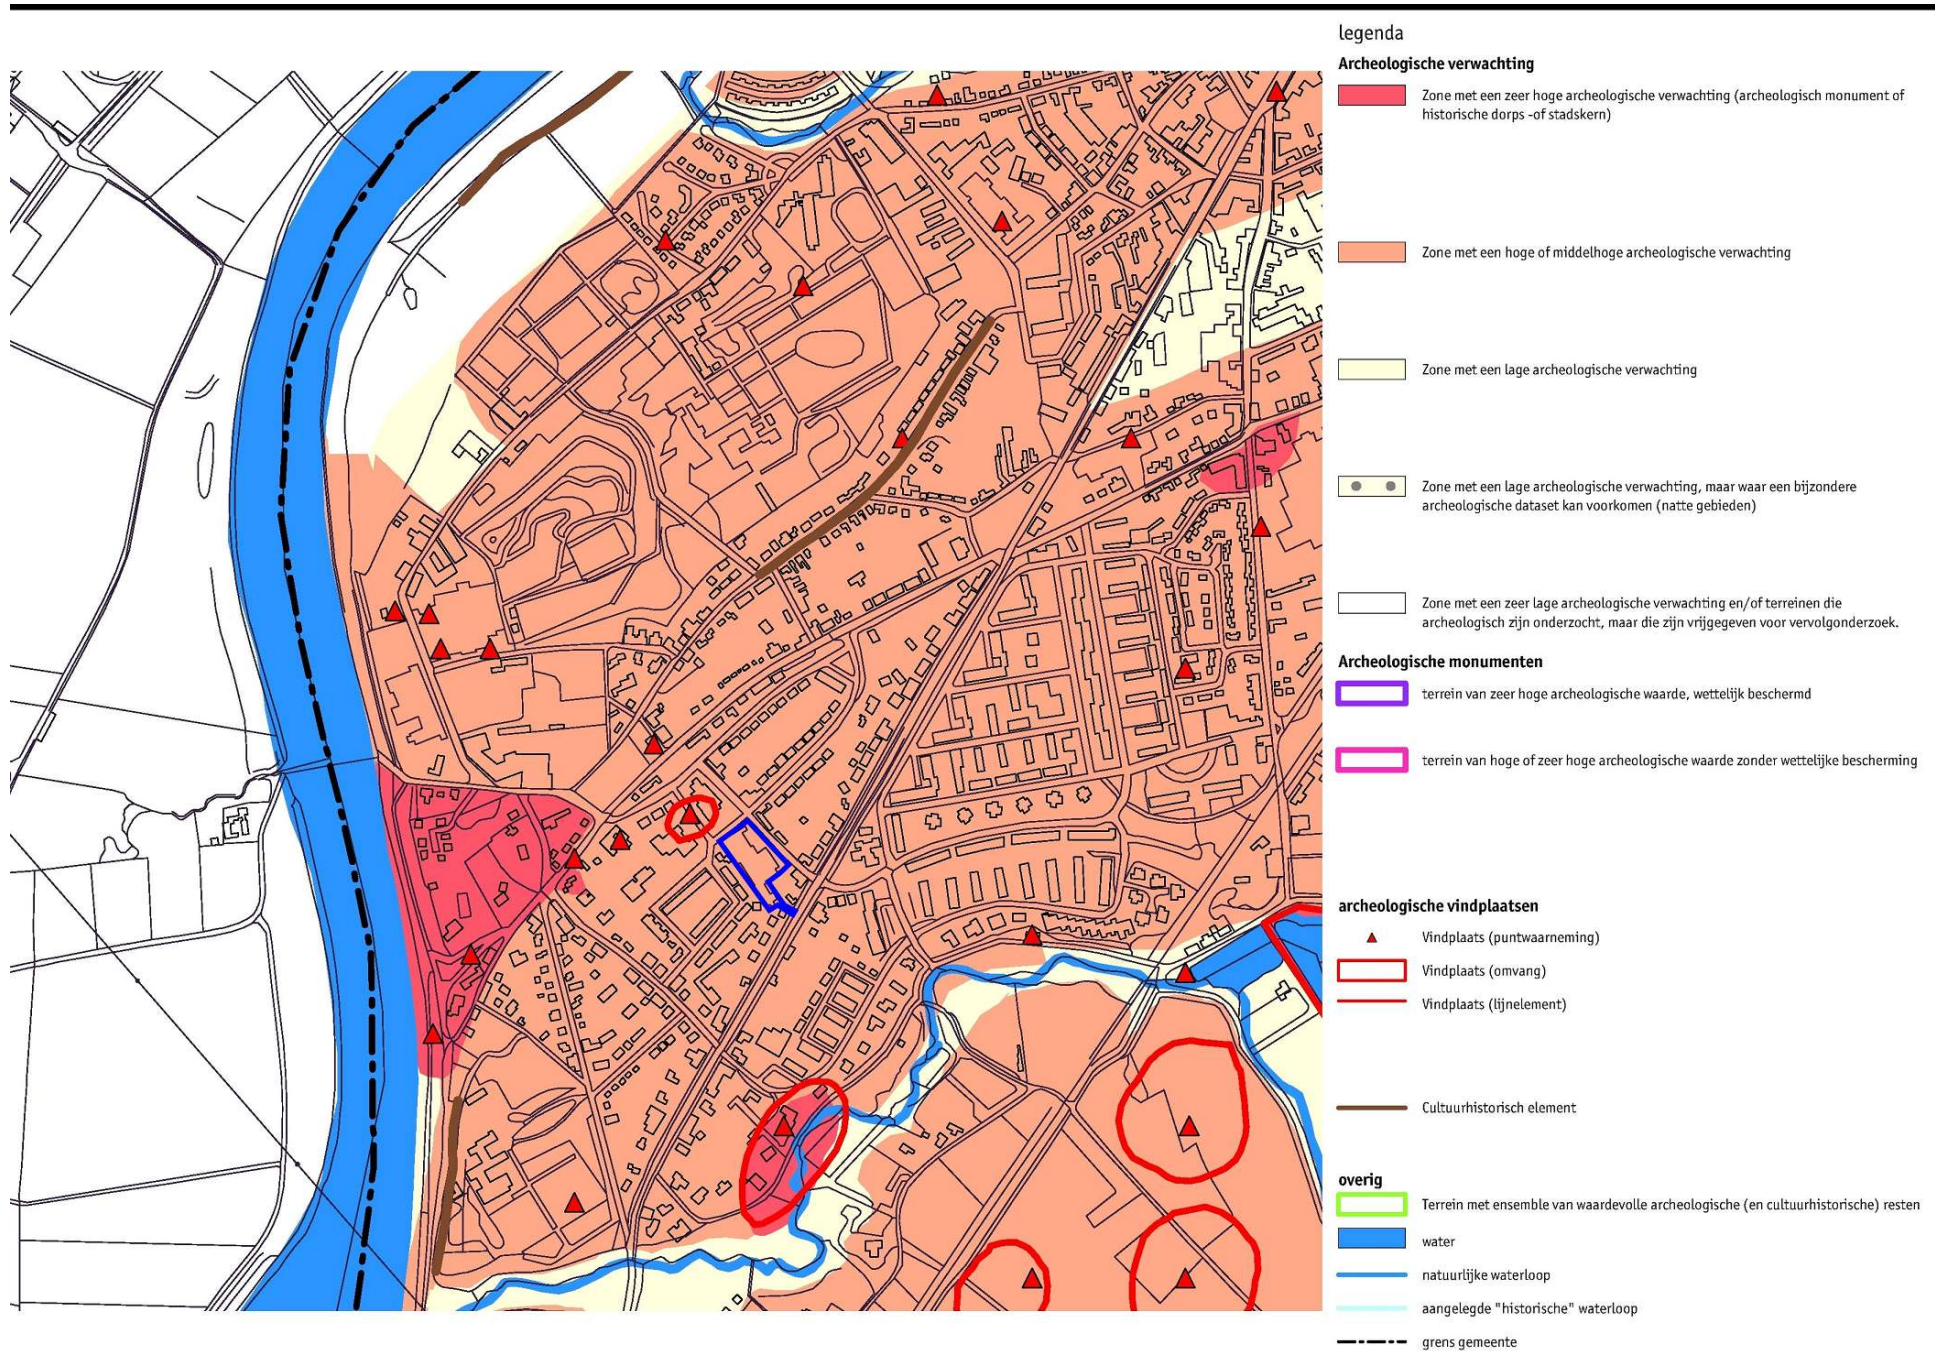 legenda
Archeologische verwachting
Zone met een zeer hoge archeologische verwachting (archeologisch monument of
historische dorps -of stadskern)
Zone met een hoge of middelhoge archeologische verwachting
Zone met een lage archeologische verwachting
Zone met een lage archeologische verwachting, maar waar een bijzondere
archeologische dataset kan voorkomen (natte gebieden)
Zone met een zeer lage archeologische verwachting en/of terreinen die
archeologisch zijn onderzocht, maar die zijn vrijgegeven voor vervolgonderzoek.
Archeologische monumenten
terrein van zeer hoge archeologische waarde, wettelijk beschermd
terrein van hoge of zeer hoge archeologische waarde zonder wettelijke bescherming
archeologische vindplaatsen
Vindplaats (puntwaarneming)
Vindplaats (omvang)
Vindplaats (lijnelement)
Cultuurhistorisch element
overig
Terrein met ensemble van waardevolle archeologische (en cultuurhistorische) resten
water
natuurlijke waterloop
aangelegde "historische" waterloop
grens gemeente